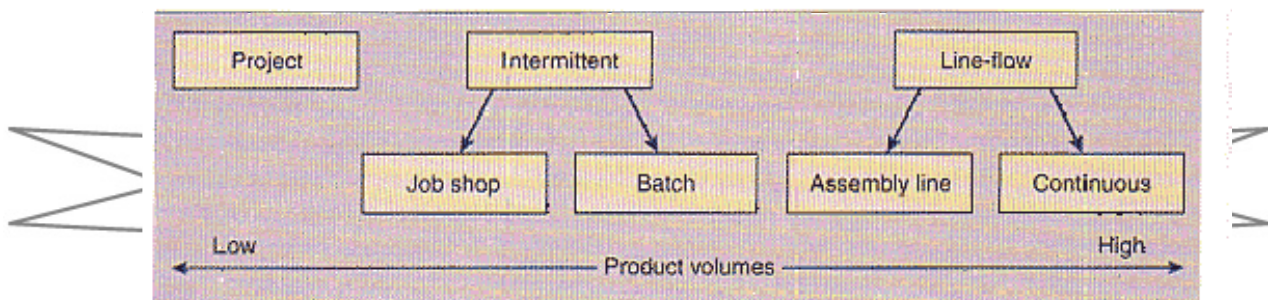 Project
Intermittent
Line-flow
Job shop
Batch
Assembly line
Continuous
Low
High
Product volumes